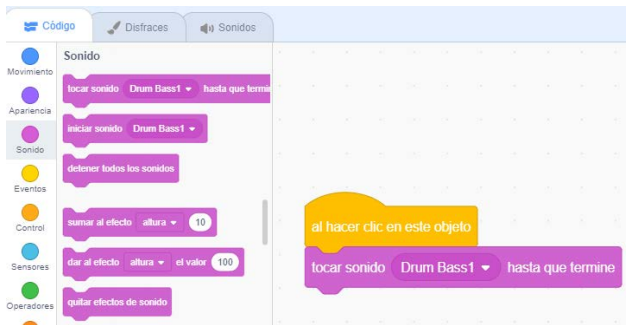 Código
Disfraces
Sonidos
Movimiento
Apariencia
Sonido
Eventos
Control
Sensores
Operadores
Sonido
tocar sonido Drum Bass1 hasta que termin
iniciar sonido Drum Bass1
detener todos los sonidos
sumar al efecto altura 10
dar al efecto altura el valor 100
quitar efectos de sonido
al hacer clic en este objeto
tocar sonido Drum Bass1 hasta que termine